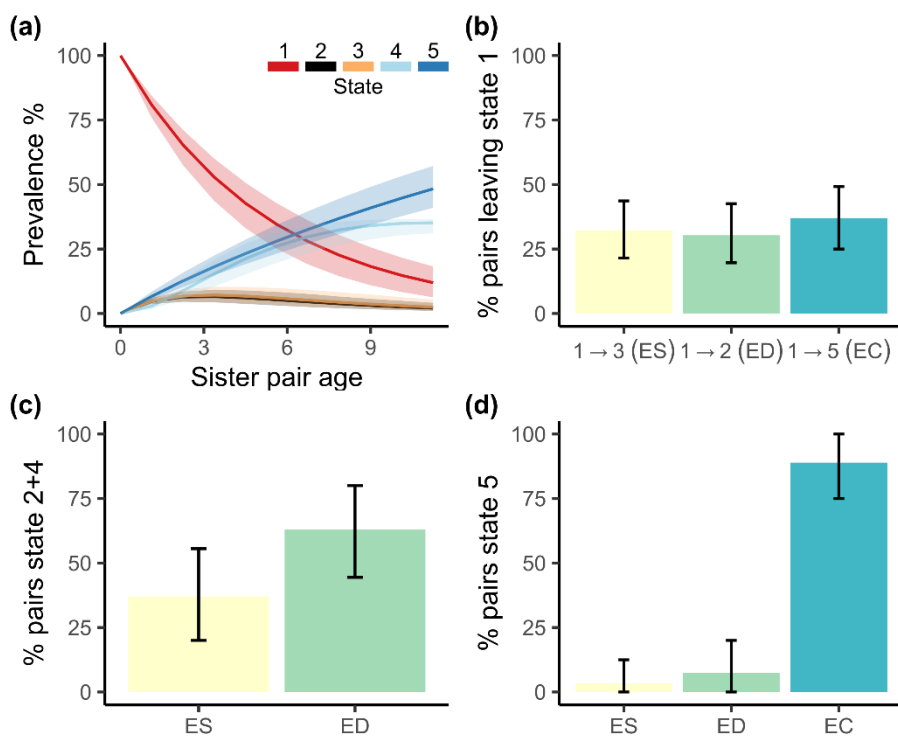 (a)
Prevalence %
100
75
50
25
0
1 2 3 4 5
State
0 3 6 9
Sister pair age
(b)
% pairs leaving state 1
100
75
50
25
0
1 → 3 (ES) 1 → 2 (ED) 1 → 5 (EC)
(c)
% pairs state 2+4
100
75
50
25
0
ES ED
(d)
% pairs state 5
100
75
50
25
0
ES ED EC